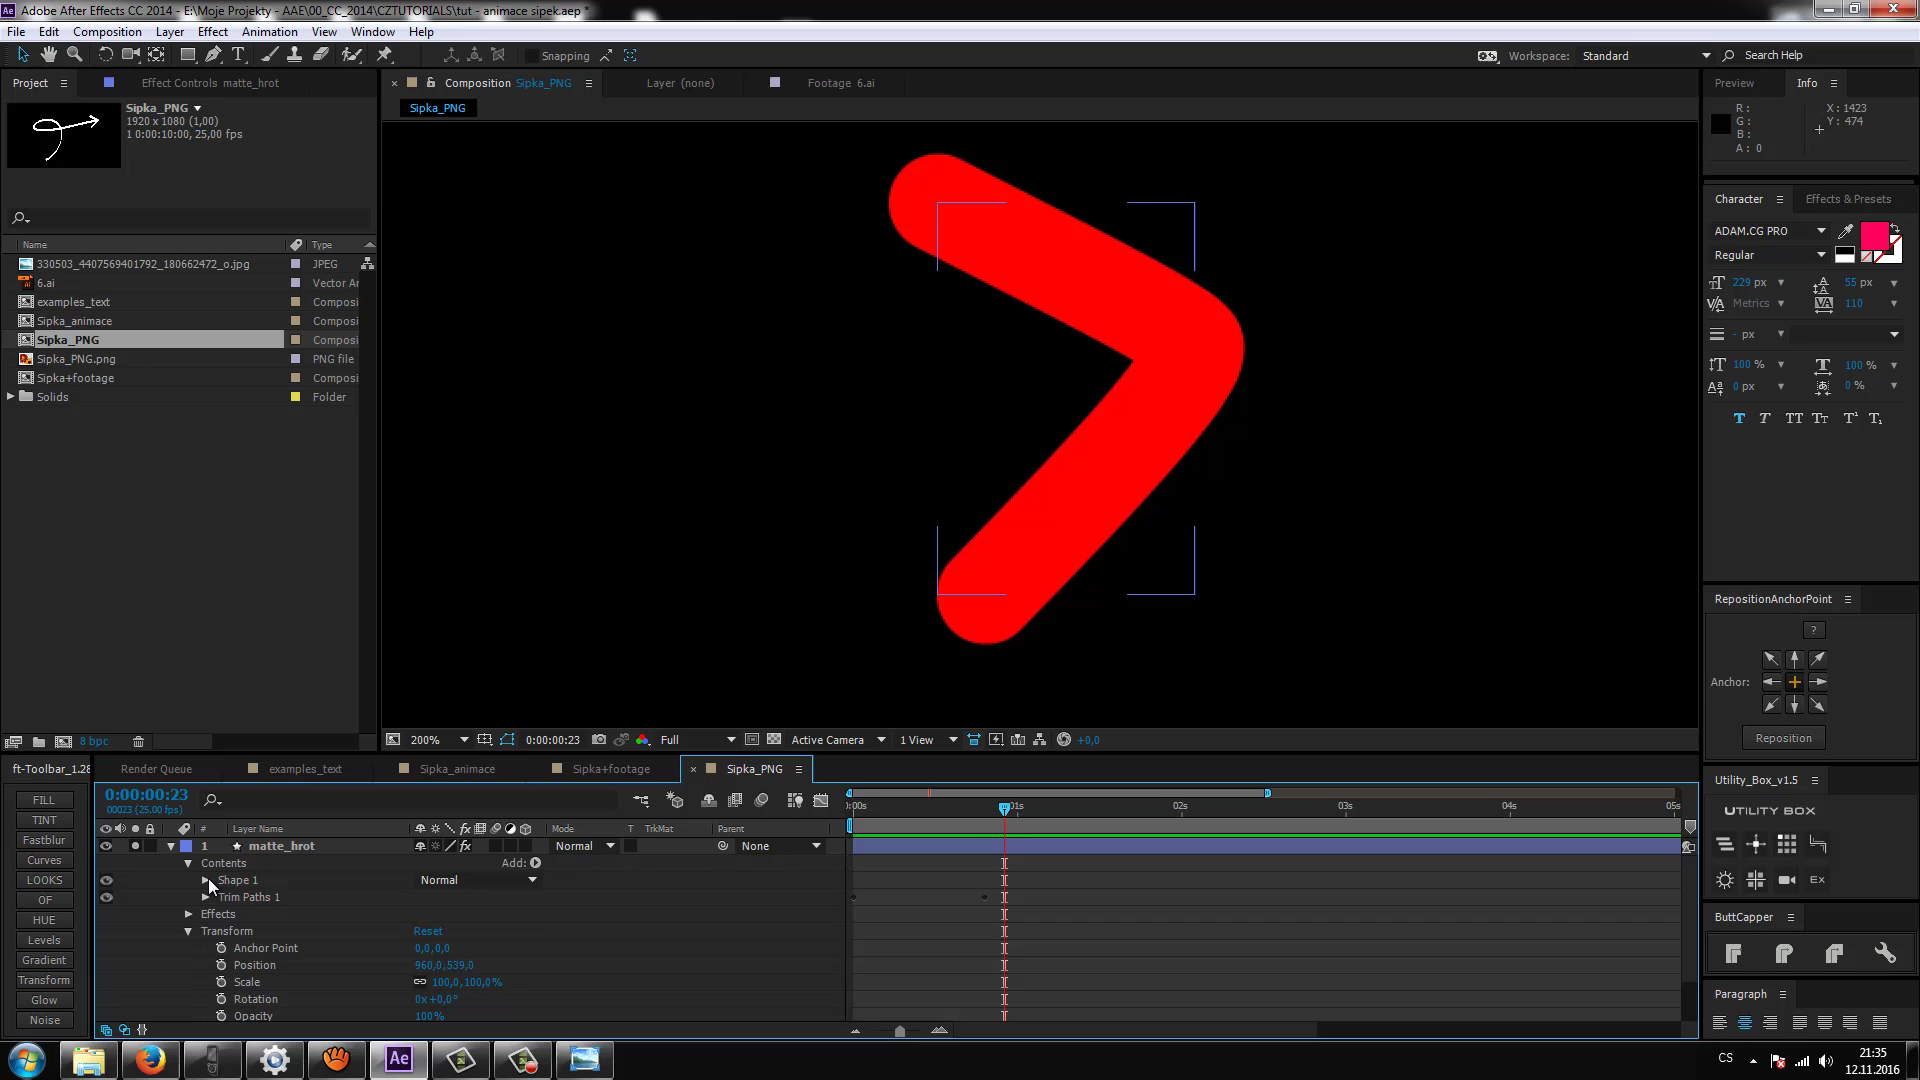 Adobe After Effects CC 2014 - E:\Moje Projekty - AAE\00_CC_2014\CZTUTORIALS\tut - animace sipek.aep *
File Edit Composition Layer Effect Animation View Window Help
Snapping
Workspace: Standard
Search Help
Project
Effect Controls matte_hrot
Sipka_PNG
1920 x 1080 (1,00)
1 0:00:10:00, 25,00 fps
Name Type
330503_4407569401792_180662472_o.jpg JPEG
6.ai Vector Ar
examples_text Composi
Sipka_animace Composi
Sipka_PNG Composi
Sipka_PNG.png PNG file
Sipka+footage Composi
Solids Folder
8 bpc
Composition Sipka_PNG
Layer (none)
Footage 6.ai
Sipka_PNG
200%
0:00:00:23
Full
Active Camera
1 View
+0,0
Preview Info
R :
G :
B :
A : 0
X : 1423
Y : 474
Character Effects & Presets
ADAM.CG PRO
Regular
229 px 55 px
Metrics 110
- px
100 % 100 %
0 px 0 %
T T TT Tт T¹ T₁
RepositionAnchorPoint
?
Anchor:
Reposition
Utility_Box_v1.5
UTILITY BOX
EX
ButtCapper
Paragraph
ft-Toolbar_1.28
FILL
TINT
Fastblur
Curves
LOOKS
OF
HUE
Levels
Gradient
Transform
Glow
Noise
Render Queue examples_text Sipka_animace Sipka+footage Sipka_PNG
0:00:00:23
00023 (25.00 fps)
# Layer Name Mode T TrkMat Parent
1 matte_hrot Normal None
Contents Add:
Shape 1 Normal
Trim Paths 1
Effects
Transform Reset
Anchor Point 0,0,0,0
Position 960,0,539,0
Scale 100,0,100,0%
Rotation 0x+0,0°
Opacity 100%
):00s 01s 02s 03s 04s 05s
Ae
CS
21:35
12.11.2016